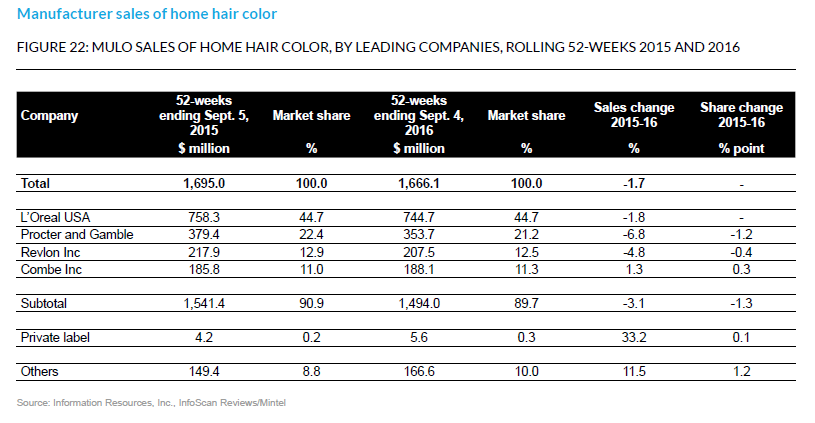 Manufacturer sales of home hair color
FIGURE 22: MULO SALES OF HOME HAIR COLOR, BY LEADING COMPANIES, ROLLING 52-WEEKS 2015 AND 2016
Company 52-weeks ending Sept. 5, 2015 Market share 52-weeks ending Sept. 4, 2016 Market share Sales change 2015-16 Share change 2015-16
$ million % $ million % % % point
Total 1,695.0 100.0 1,666.1 100.0 -1.7 -
L'Oreal USA 758.3 44.7 744.7 44.7 -1.8 -
Procter and Gamble 379.4 22.4 353.7 21.2 -6.8 -1.2
Revlon Inc 217.9 12.9 207.5 12.5 -4.8 -0.4
Combe Inc 185.8 11.0 188.1 11.3 1.3 0.3
Subtotal 1,541.4 90.9 1,494.0 89.7 -3.1 -1.3
Private label 4.2 0.2 5.6 0.3 33.2 0.1
Others 149.4 8.8 166.6 10.0 11.5 1.2
Source: Information Resources, Inc., InfoScan Reviews/Mintel